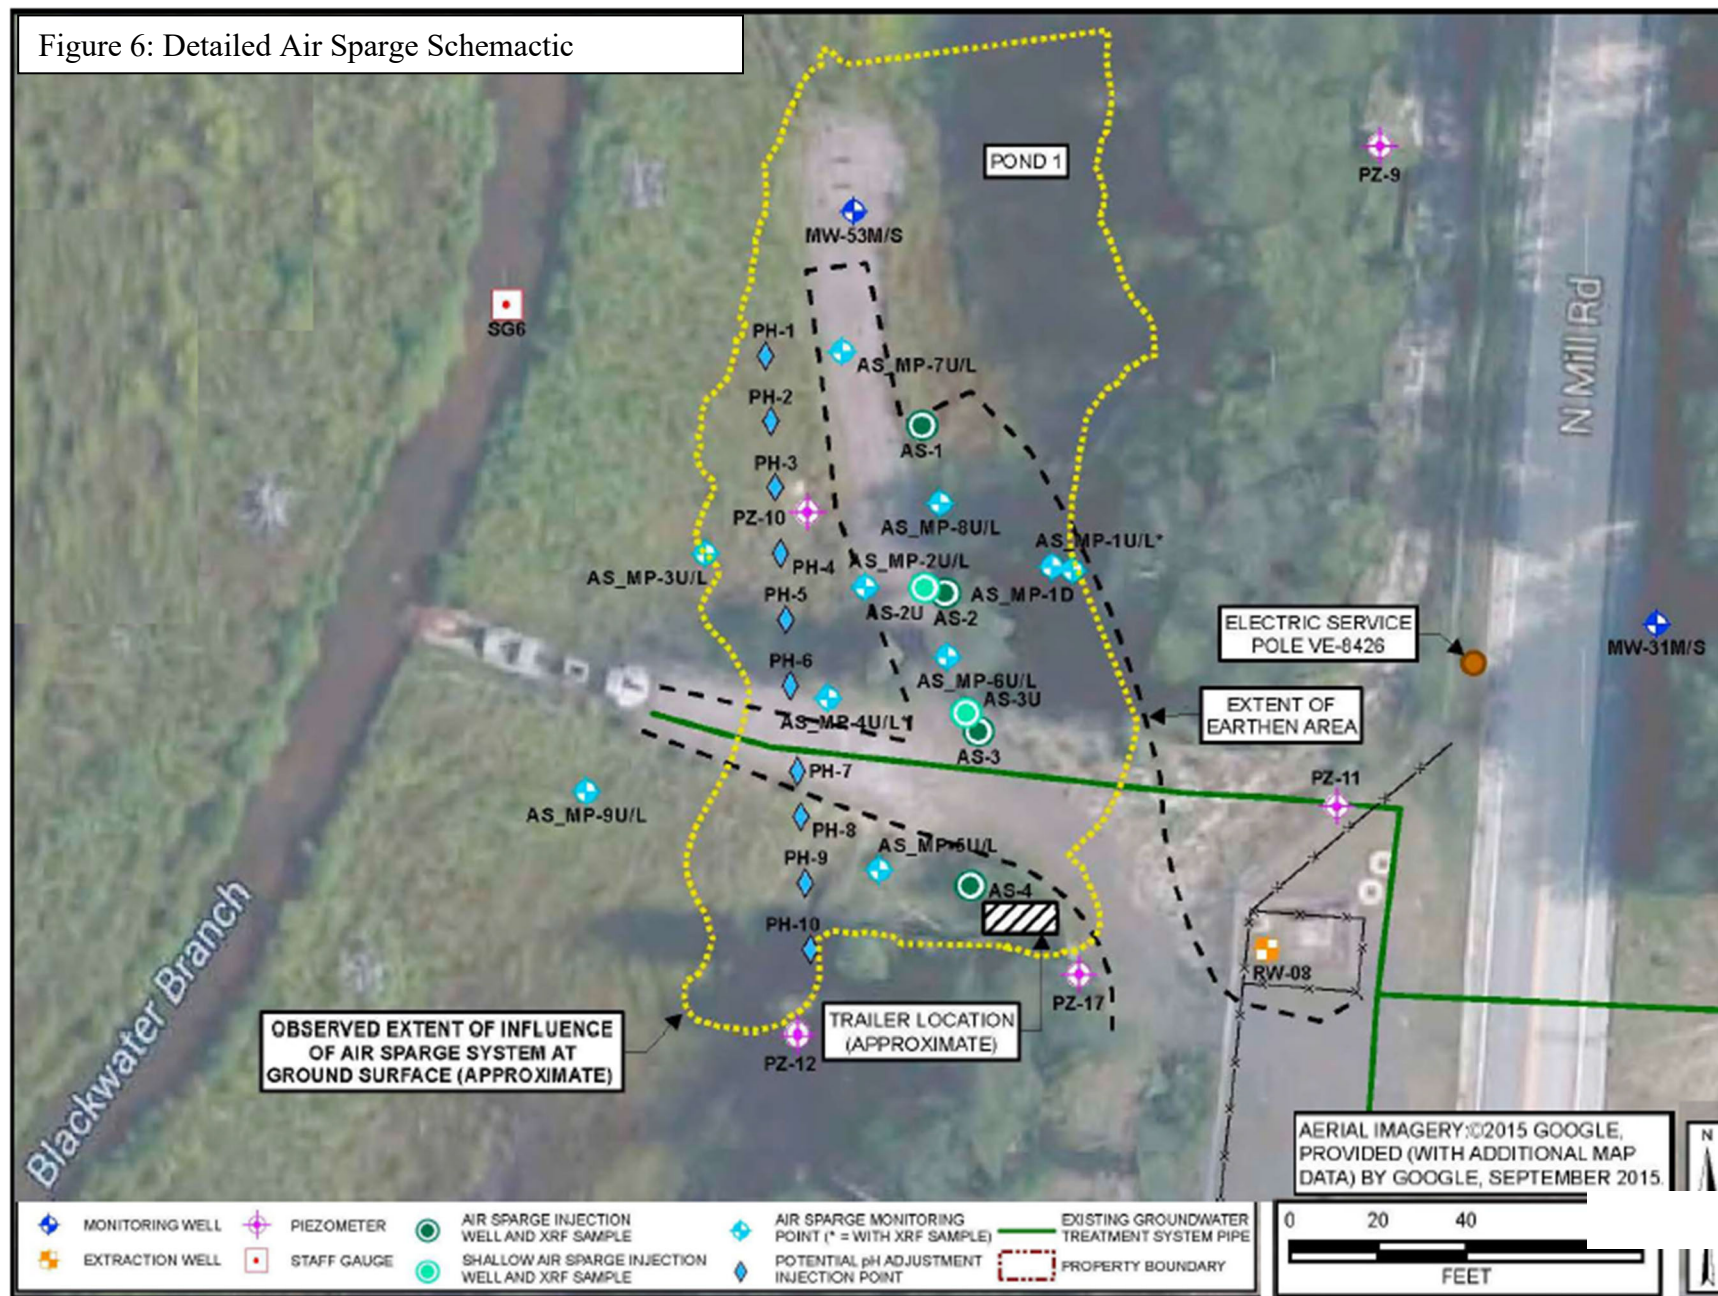 Figure 6: Detailed Air Sparge Schemactic
POND 1
PZ-9
MW-53M/S
SG6
N Mill Rd
PH-1
AS_MP-7U/L
PH-2
AS-1
PH-3
PZ-10
AS_MP-8U/L
AS_MP-1U/L*
AS_MP-3U/L
PH-4
AS_MP-2U/L
AS_MP-1D
PH-5
AS-2U
AS-2
ELECTRIC SERVICE
POLE VE-8426
MW-31M/S
PH-6
AS_MP-6U/L
AS-3U
AS_MP-4U/L*
EXTENT OF
EARTHEN AREA
AS-3
PH-7
PZ-11
AS_MP-9U/L
PH-8
AS_MP-5U/L
PH-9
AS-4
PH-10
RW-08
PZ-17
Blackwater Branch
OBSERVED EXTENT OF INFLUENCE
OF AIR SPARGE SYSTEM AT
GROUND SURFACE (APPROXIMATE)
TRAILER LOCATION
(APPROXIMATE)
PZ-12
AERIAL IMAGERY:©2015 GOOGLE,
PROVIDED (WITH ADDITIONAL MAP
DATA) BY GOOGLE, SEPTEMBER 2015.
N
MONITORING WELL
EXTRACTION WELL
PIEZOMETER
STAFF GAUGE
AIR SPARGE INJECTION
WELL AND XRF SAMPLE
SHALLOW AIR SPARGE INJECTION
WELL AND XRF SAMPLE
AIR SPARGE MONITORING
POINT (* = WITH XRF SAMPLE)
POTENTIAL pH ADJUSTMENT
INJECTION POINT
EXISTING GROUNDWATER
TREATMENT SYSTEM PIPE
PROPERTY BOUNDARY
0 20 40
FEET